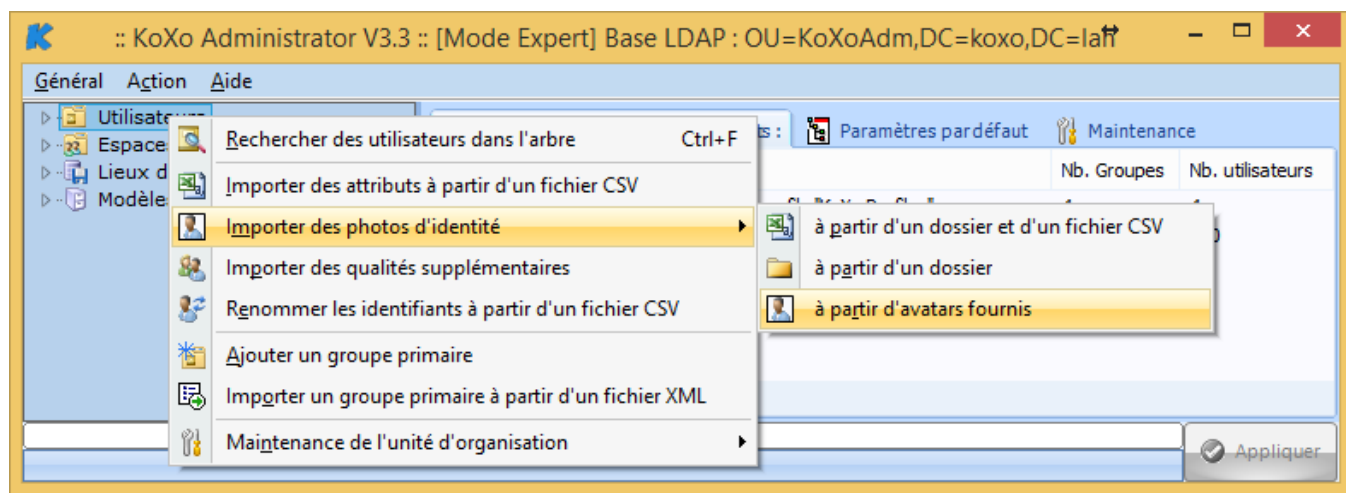 :: KoXo Administrator V3.3 :: [Mode Expert] Base LDAP : OU=KoXoAdm,DC=koxo,DC=lan
Général Action Aide
Utilisateurs
Espace
Lieux d
Modèle
Paramètres par défaut Maintenance
Nb. Groupes Nb. utilisateurs
Rechercher des utilisateurs dans l'arbre Ctrl+F
Importer des attributs à partir d'un fichier CSV
Importer des photos d'identité
Importer des qualités supplémentaires
Renommer les identifiants à partir d'un fichier CSV
Ajouter un groupe primaire
Importer un groupe primaire à partir d'un fichier XML
Maintenance de l'unité d'organisation
à partir d'un dossier et d'un fichier CSV
à partir d'un dossier
à partir d'avatars fournis
Appliquer